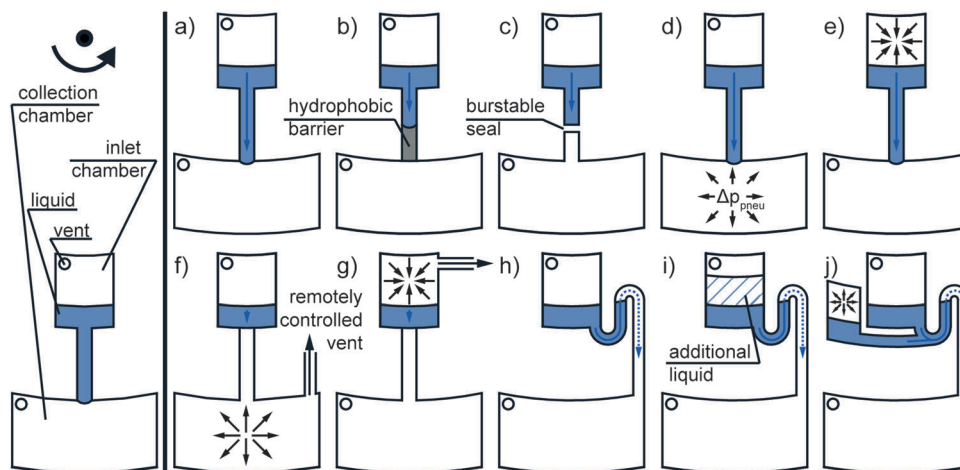 a)
b)
c)
d)
e)
collection
chamber
inlet
chamber
liquid
vent
hydrophobic
barrier
burstable
seal
Δp pneu
f)
g)
h)
i)
j)
remotely
controlled
vent
additional
liquid